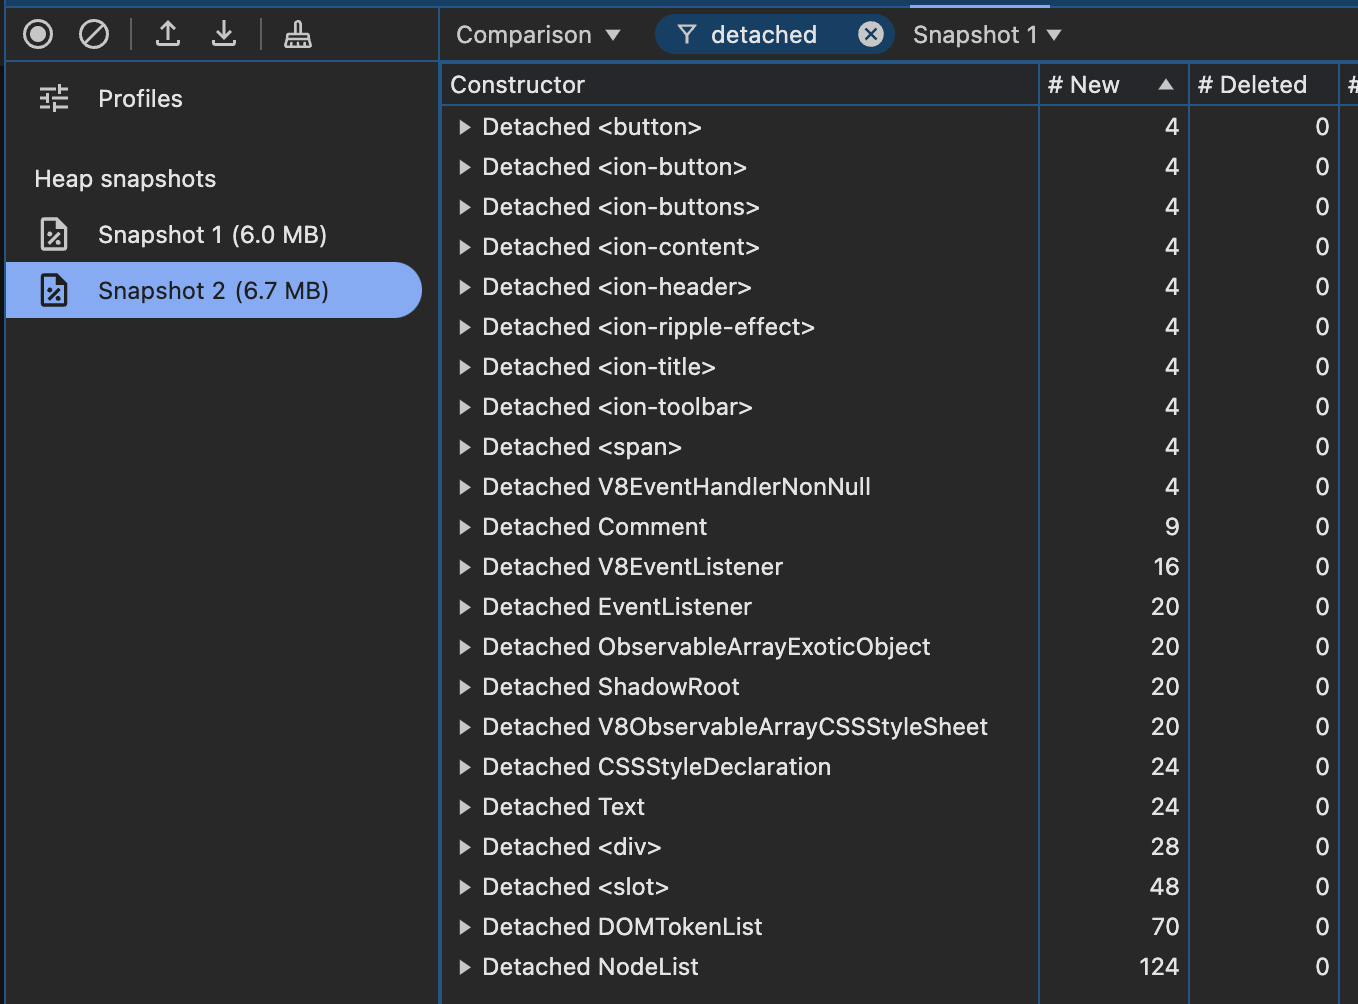 Comparison detached Snapshot 1
Profiles
Heap snapshots
Snapshot 1 (6.0 MB)
Snapshot 2 (6.7 MB)
Constructor # New # Deleted #
Detached <button> 4 0
Detached <ion-button> 4 0
Detached <ion-buttons> 4 0
Detached <ion-content> 4 0
Detached <ion-header> 4 0
Detached <ion-ripple-effect> 4 0
Detached <ion-title> 4 0
Detached <ion-toolbar> 4 0
Detached <span> 4 0
Detached V8EventHandlerNonNull 4 0
Detached Comment 9 0
Detached V8EventListener 16 0
Detached EventListener 20 0
Detached ObservableArrayExoticObject 20 0
Detached ShadowRoot 20 0
Detached V8ObservableArrayCSSStyleSheet 20 0
Detached CSSStyleDeclaration 24 0
Detached Text 24 0
Detached <div> 28 0
Detached <slot> 48 0
Detached DOMTokenList 70 0
Detached NodeList 124 0